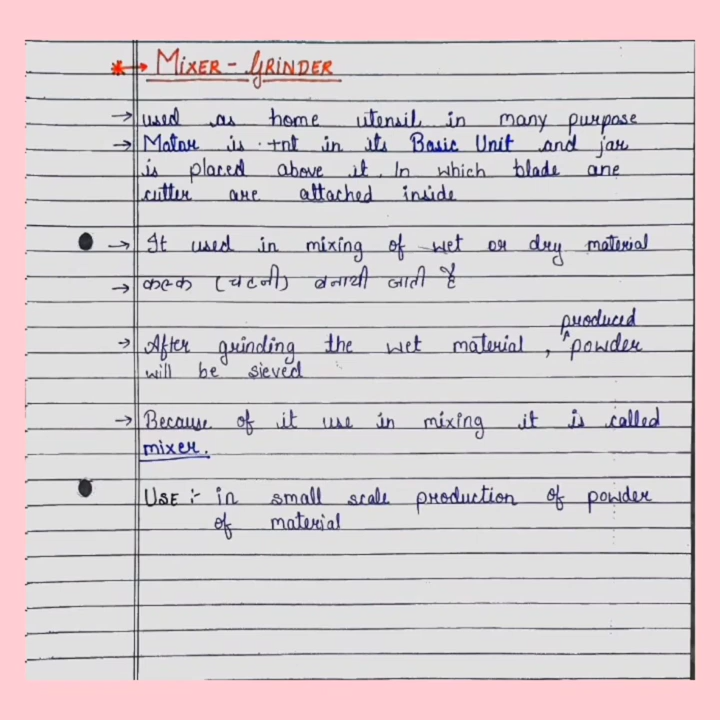 * → MIXER - GRINDER
→ used as home utensil in many purpose
→ Motar is .+nt in its Basic Unit and jar
is placed above it. In which blade ane
cutter are attached inside
→ It used in mixing of wet or dry material
→ कल्क (चटनी) बनायी जाती है
produced
→ After grinding the wet material, ^powder
will be sieved
→ Because of it use in mixing it is called
mixer.
USE :- in small scale production of powder
of material